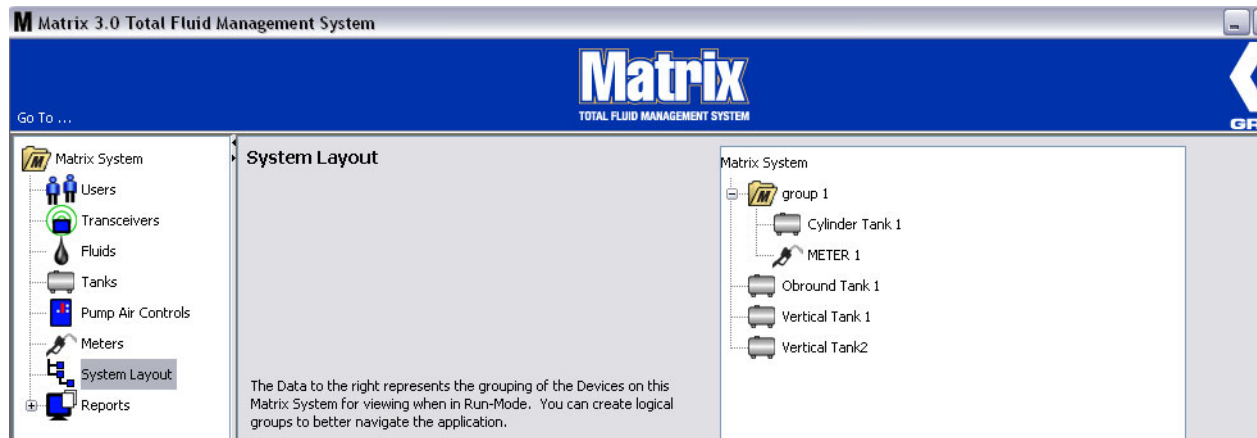 M Matrix 3.0 Total Fluid Management System
Matrix
TOTAL FLUID MANAGEMENT SYSTEM
Go To ...
Matrix System
Users
Transceivers
Fluids
Tanks
Pump Air Controls
Meters
System Layout
Reports
System Layout
The Data to the right represents the grouping of the Devices on this
Matrix System for viewing when in Run-Mode. You can create logical
groups to better navigate the application.
Matrix System
group 1
Cylinder Tank 1
METER 1
Obround Tank 1
Vertical Tank 1
Vertical Tank2